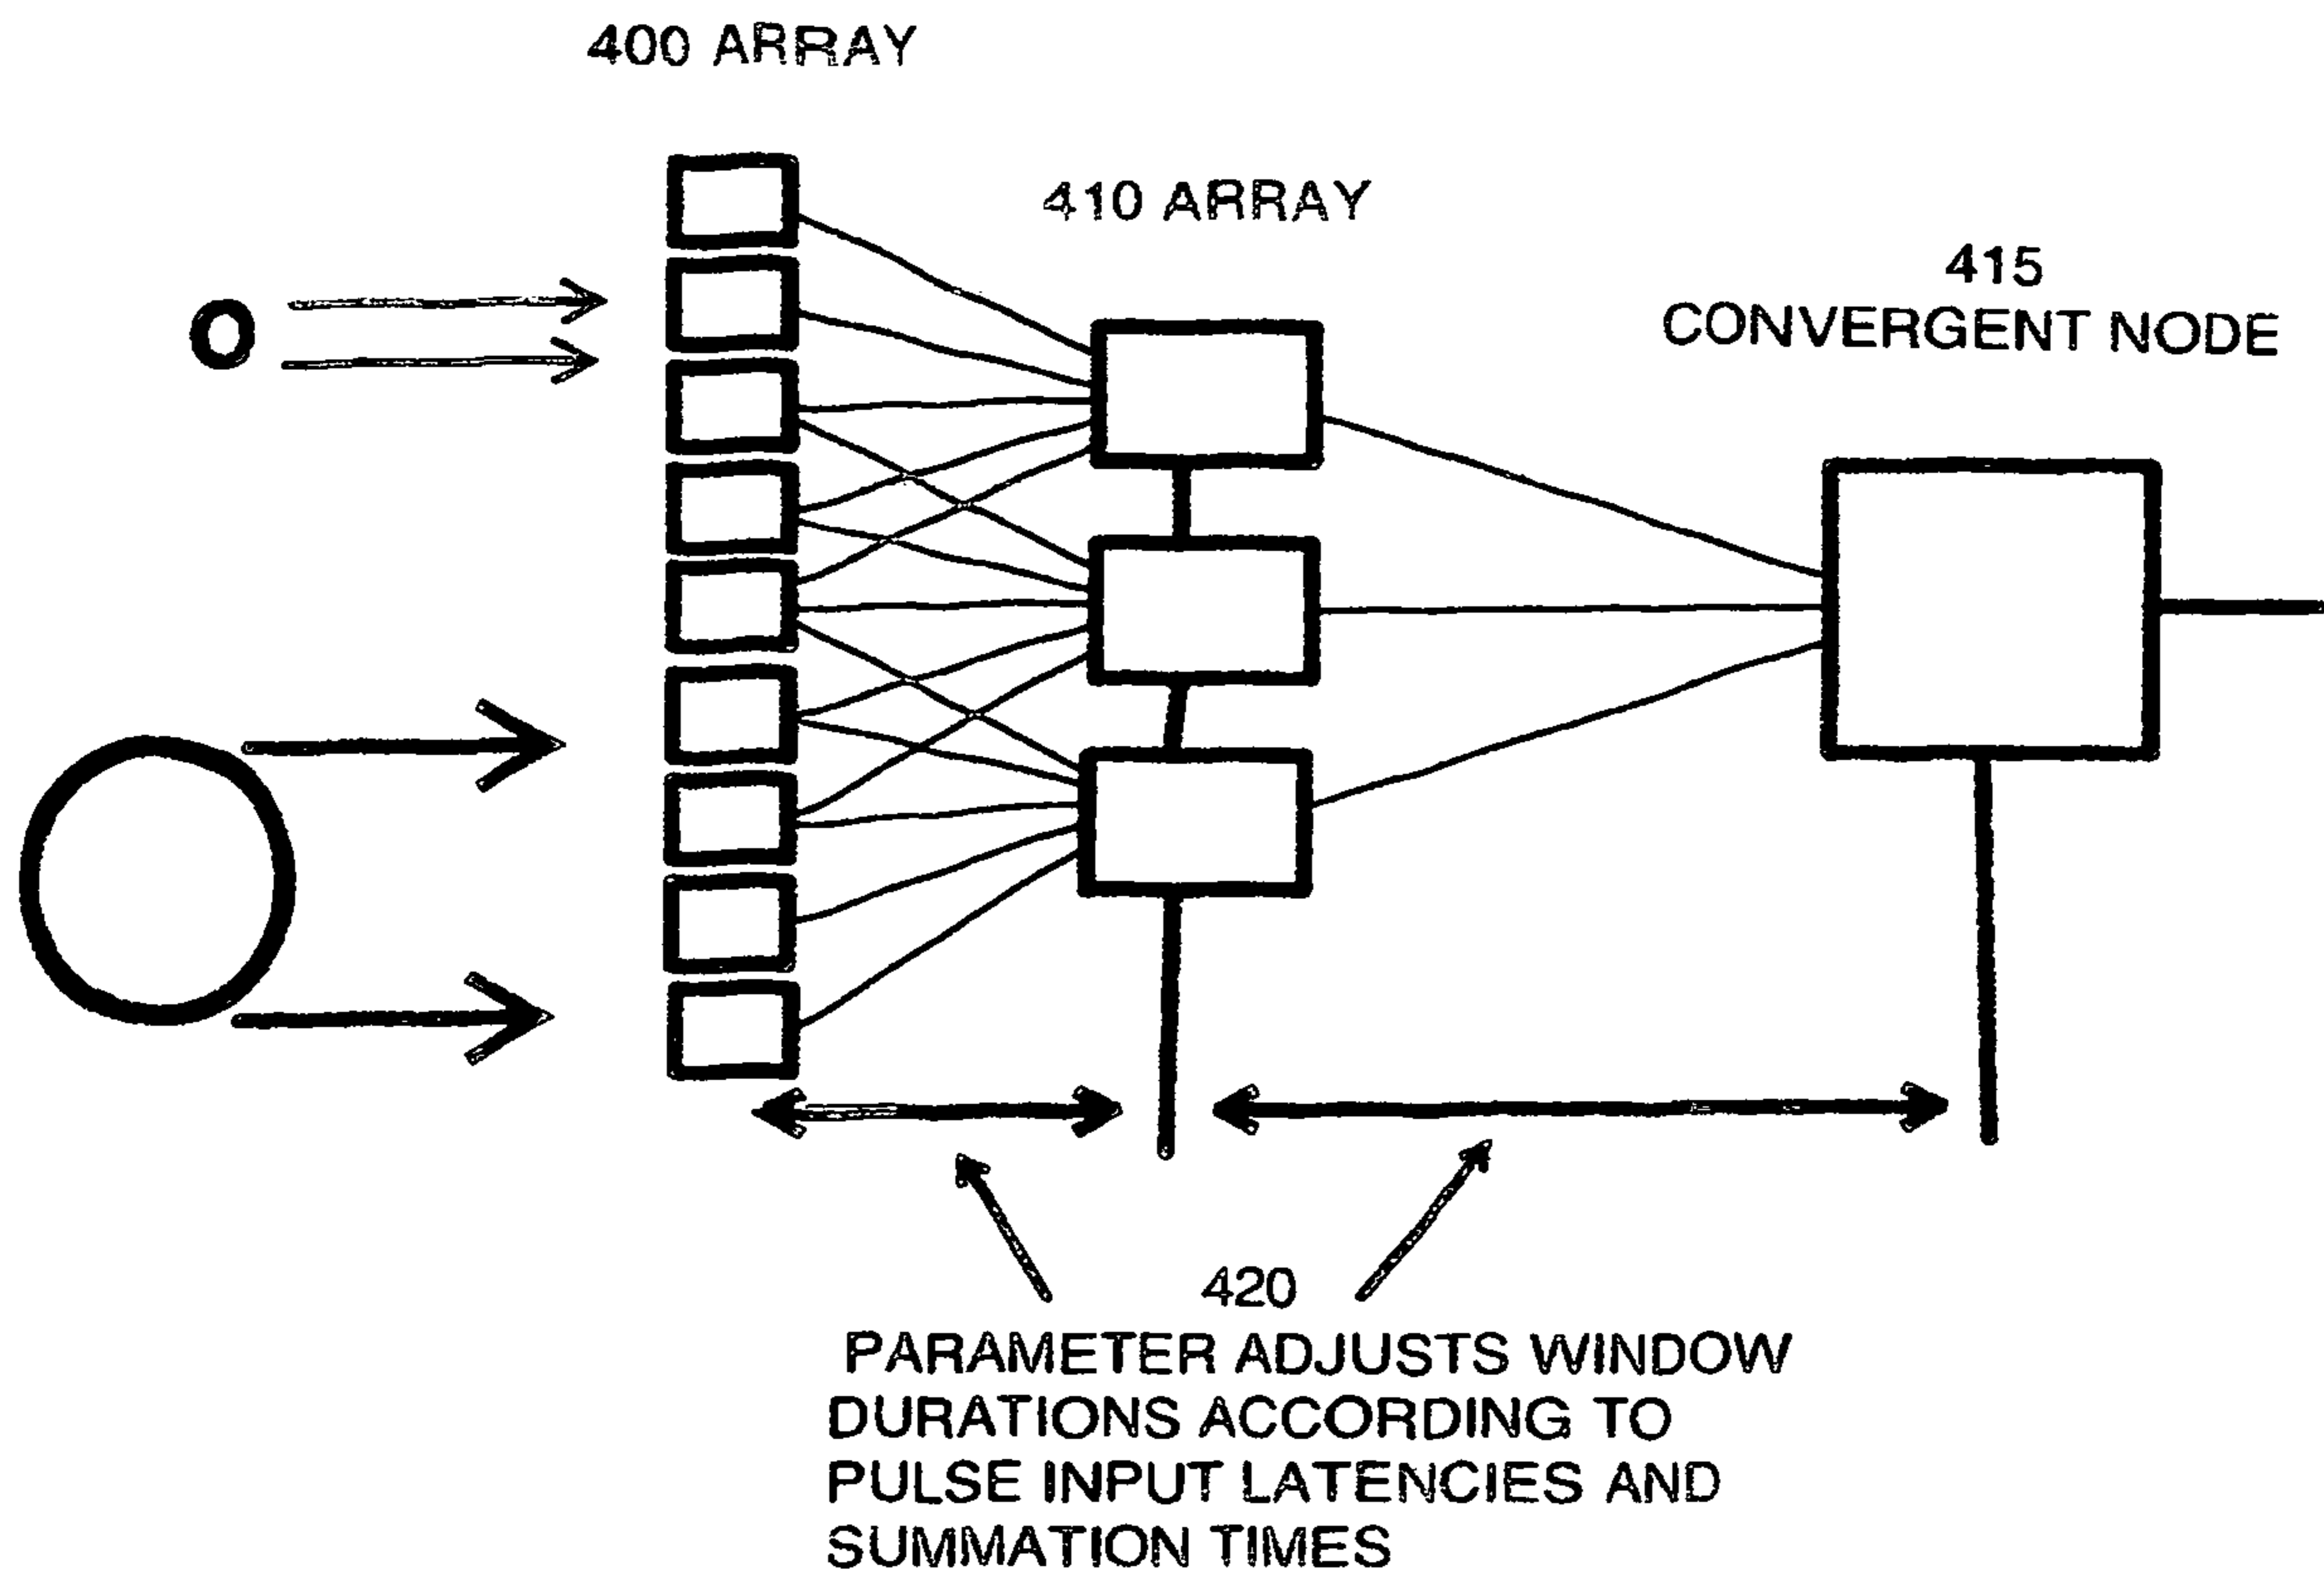 400 ARRAY
410 ARRAY
415
CONVERGENT NODE
420
PARAMETER ADJUSTS WINDOW
DURATIONS ACCORDING TO
PULSE INPUT LATENCIES AND
SUMMATION TIMES